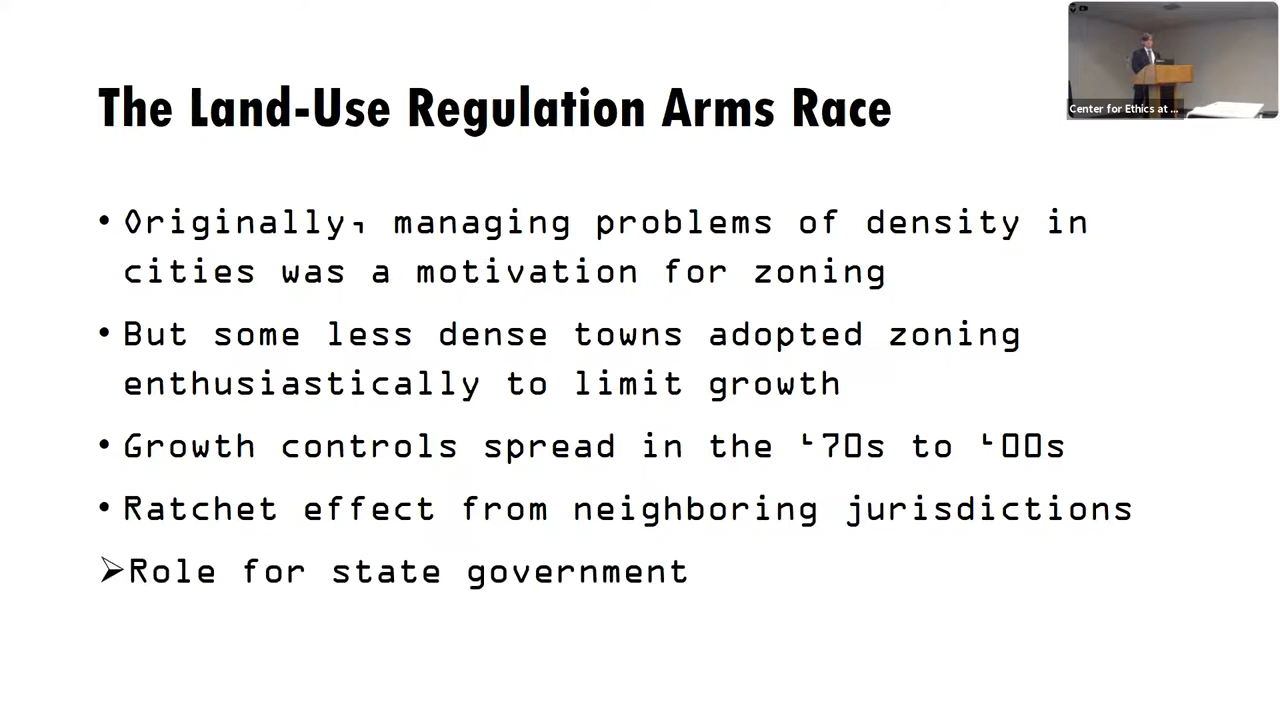 The Land-Use Regulation Arms Race
Center for Ethics at ...
• Originally, managing problems of density in
cities was a motivation for zoning
• But some less dense towns adopted zoning
enthusiastically to limit growth
• Growth controls spread in the ‘70s to ‘00s
• Ratchet effect from neighboring jurisdictions
➢Role for state government